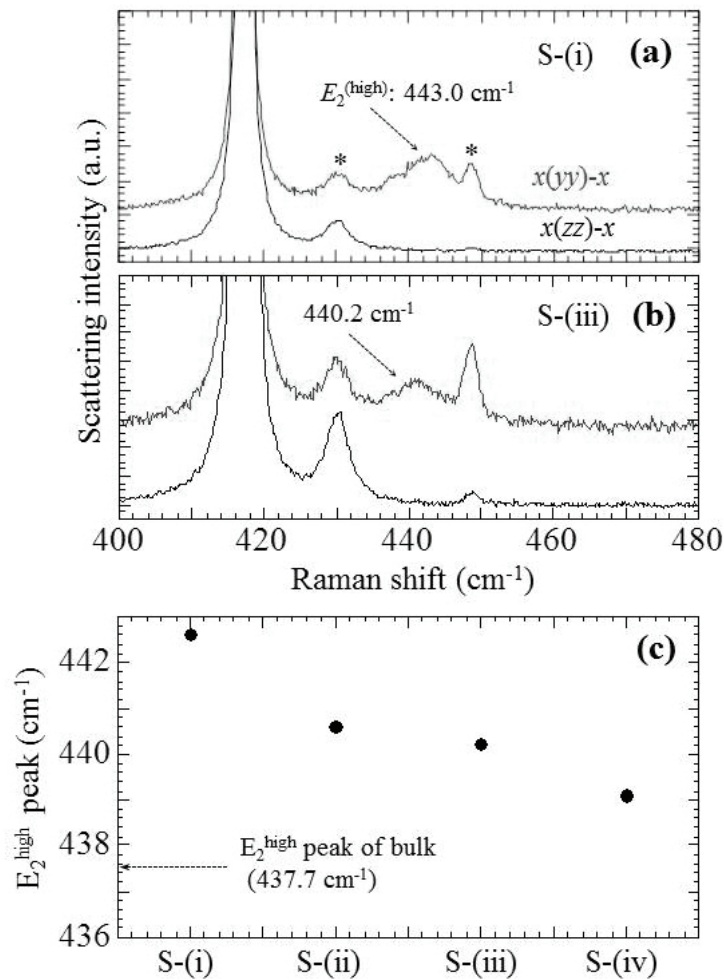 S-(i) (a)
E₂⁽ʰⁱᵍʰ⁾: 443.0 cm⁻¹
* *
x(yy)-x
x(zz)-x
S-(iii) (b)
440.2 cm⁻¹
Scattering intensity (a.u.)
400 420 440 460 480
Raman shift (cm⁻¹)
(c)
442
440
438
436
E₂ʰⁱᵍʰ peak (cm⁻¹)
E₂ʰⁱᵍʰ peak of bulk
(437.7 cm⁻¹)
S-(i) S-(ii) S-(iii) S-(iv)